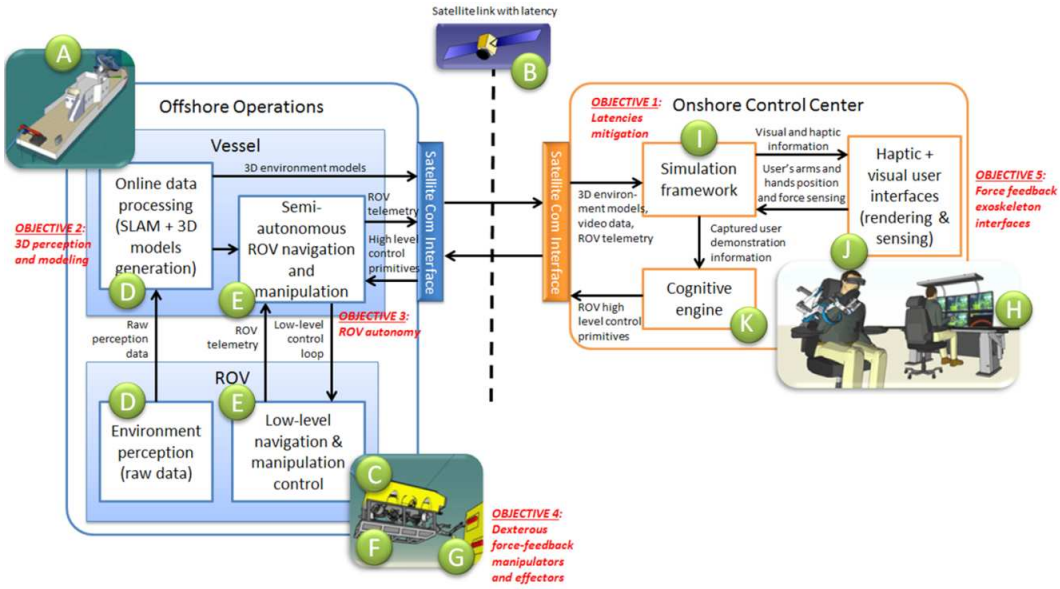 Satellite link with latency
A
B
Offshore Operations
Vessel
Online data
processing
(SLAM + 3D
models
generation)
D
3D environment models
Semi-
autonomous
ROV navigation
and
manipulation
E
ROV
telemetry
High level
control
primitives
Satellite Com Interface
OBJECTIVE 2:
3D perception
and modeling
OBJECTIVE 3:
ROV autonomy
Raw
perception
data
ROV
telemetry
Low-level
control
loop
ROV
D
Environment
perception
(raw data)
E
Low-level
navigation &
manipulation
control
C
F
G
OBJECTIVE 4:
Dexterous
force-feedback
manipulators
and effectors
Satellite Com Interface
OBJECTIVE 1:
Latencies
mitigation
Onshore Control Center
I
Simulation
framework
Visual and haptic
information
User's arms and
hands position
and force sensing
Haptic +
visual user
interfaces
(rendering &
sensing)
J
OBJECTIVE 5:
Force feedback
exoskeleton
interfaces
3D environ-
ment models,
video data,
ROV telemetry
Captured user
demonstration
information
Cognitive
engine
K
ROV high
level control
primitives
H